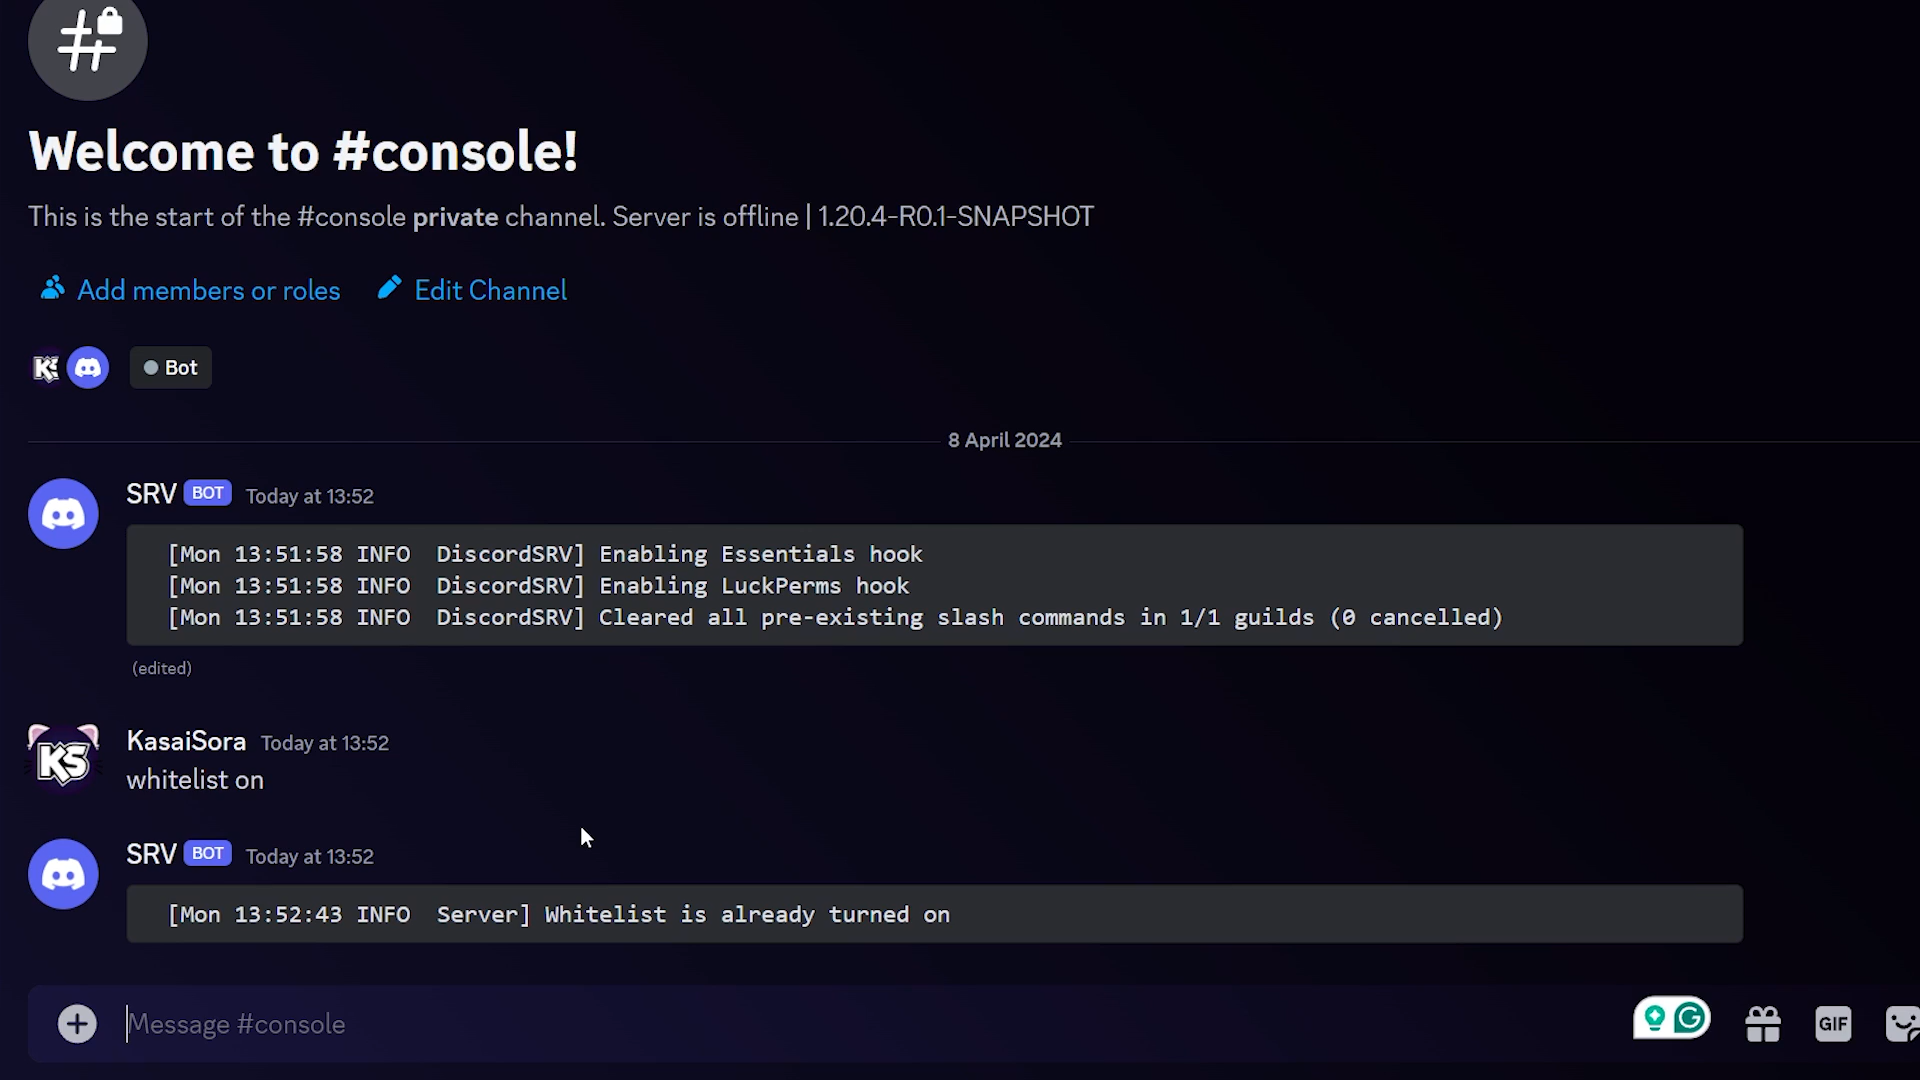 Welcome to #console!
This is the start of the #console private channel. Server is offline | 1.20.4-R0.1-SNAPSHOT
Add members or roles Edit Channel
Bot
8 April 2024
SRV BOT Today at 13:52
[Mon 13:51:58 INFO DiscordSRV] Enabling Essentials hook
[Mon 13:51:58 INFO DiscordSRV] Enabling LuckPerms hook
[Mon 13:51:58 INFO DiscordSRV] Cleared all pre-existing slash commands in 1/1 guilds (0 cancelled)
(edited)
KS
KasaiSora Today at 13:52
whitelist on
SRV BOT Today at 13:52
[Mon 13:52:43 INFO Server] Whitelist is already turned on
Message #console
GIF